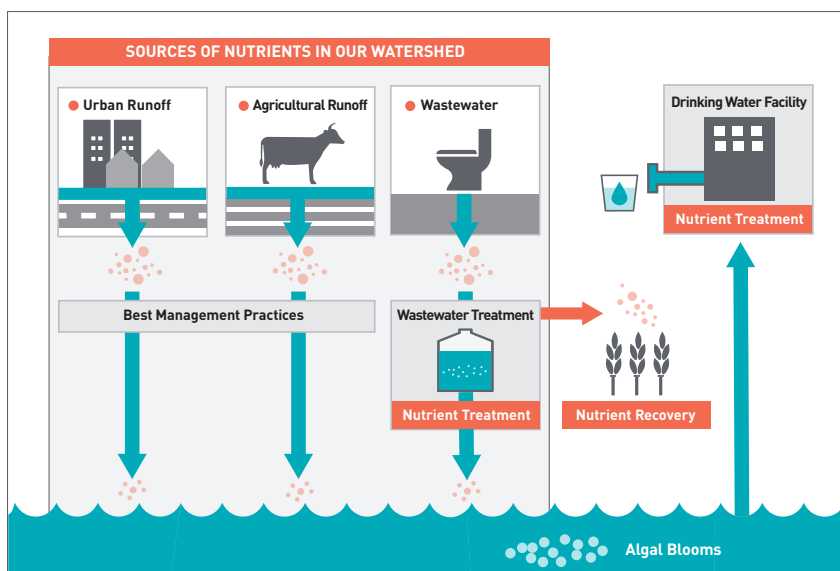 SOURCES OF NUTRIENTS IN OUR WATERSHED
Urban Runoff
Agricultural Runoff
Wastewater
Drinking Water Facility
Nutrient Treatment
Best Management Practices
Wastewater Treatment
Nutrient Treatment
Nutrient Recovery
Algal Blooms